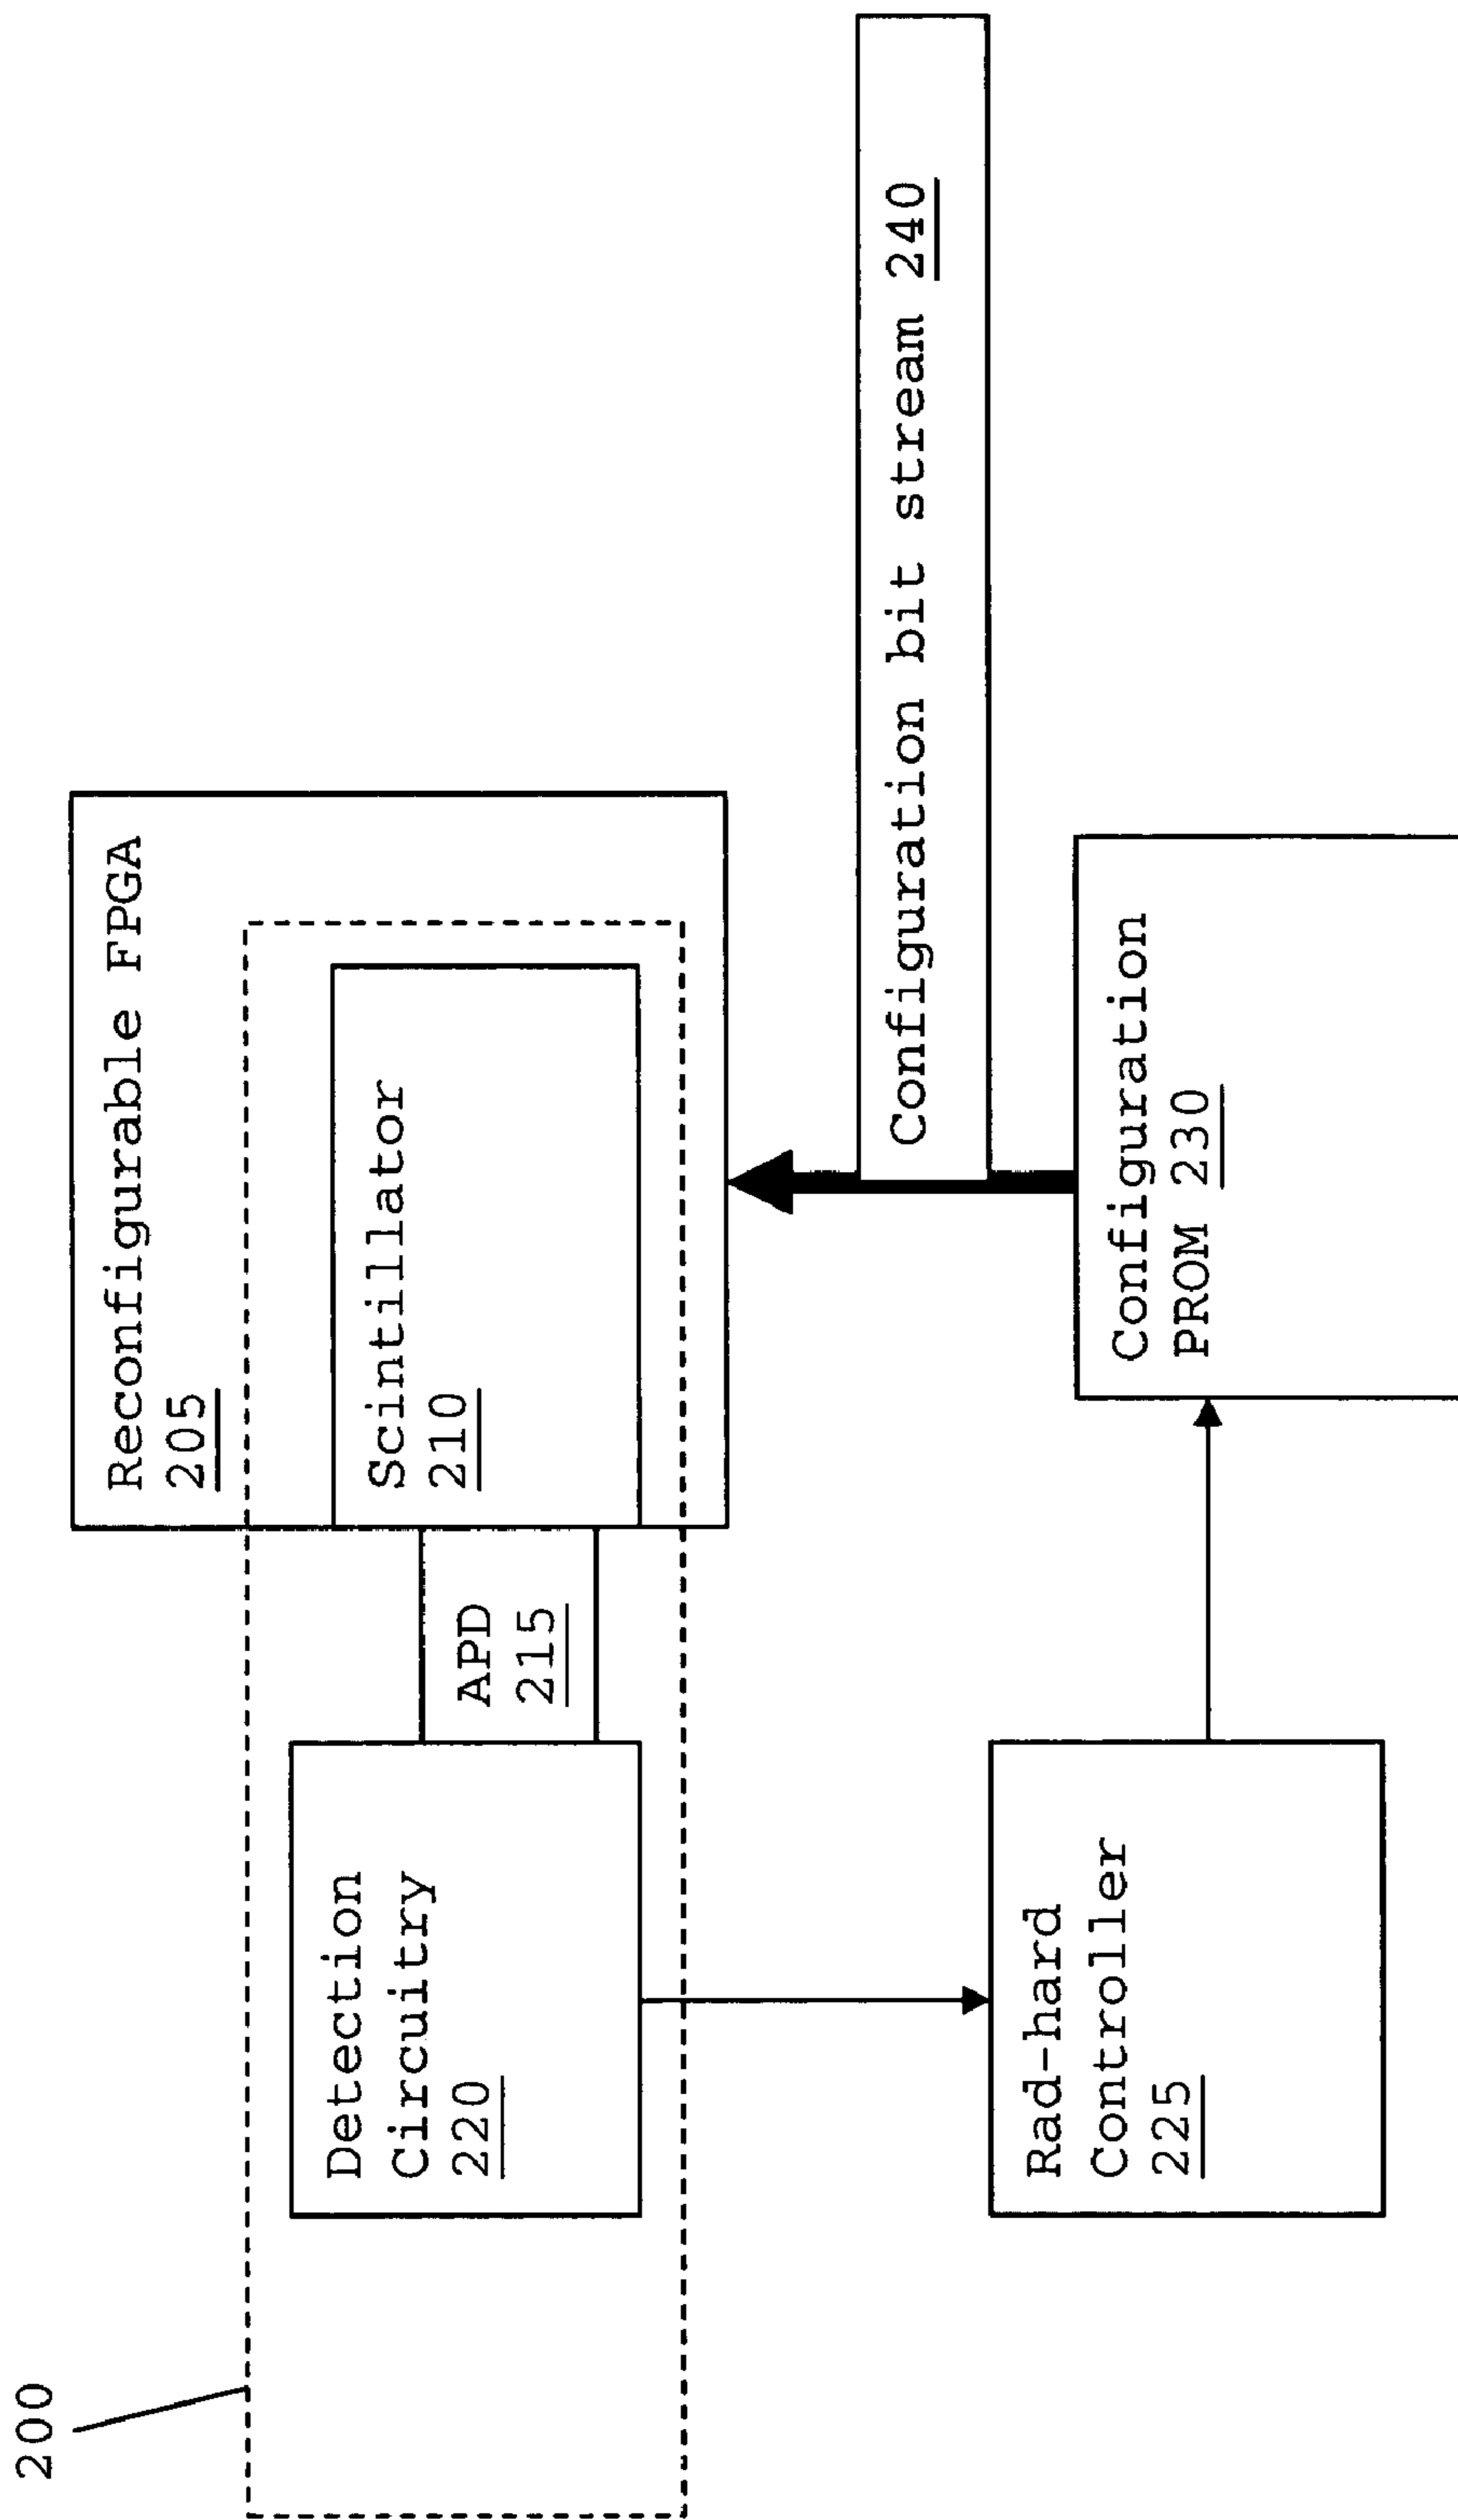 200
Reconfigurable FPGA
205
Scintillator
210
APD
215
Detection
Circuitry
220
Configuration bit stream 240
Rad-hard
Controller
225
Configuration
PROM 230